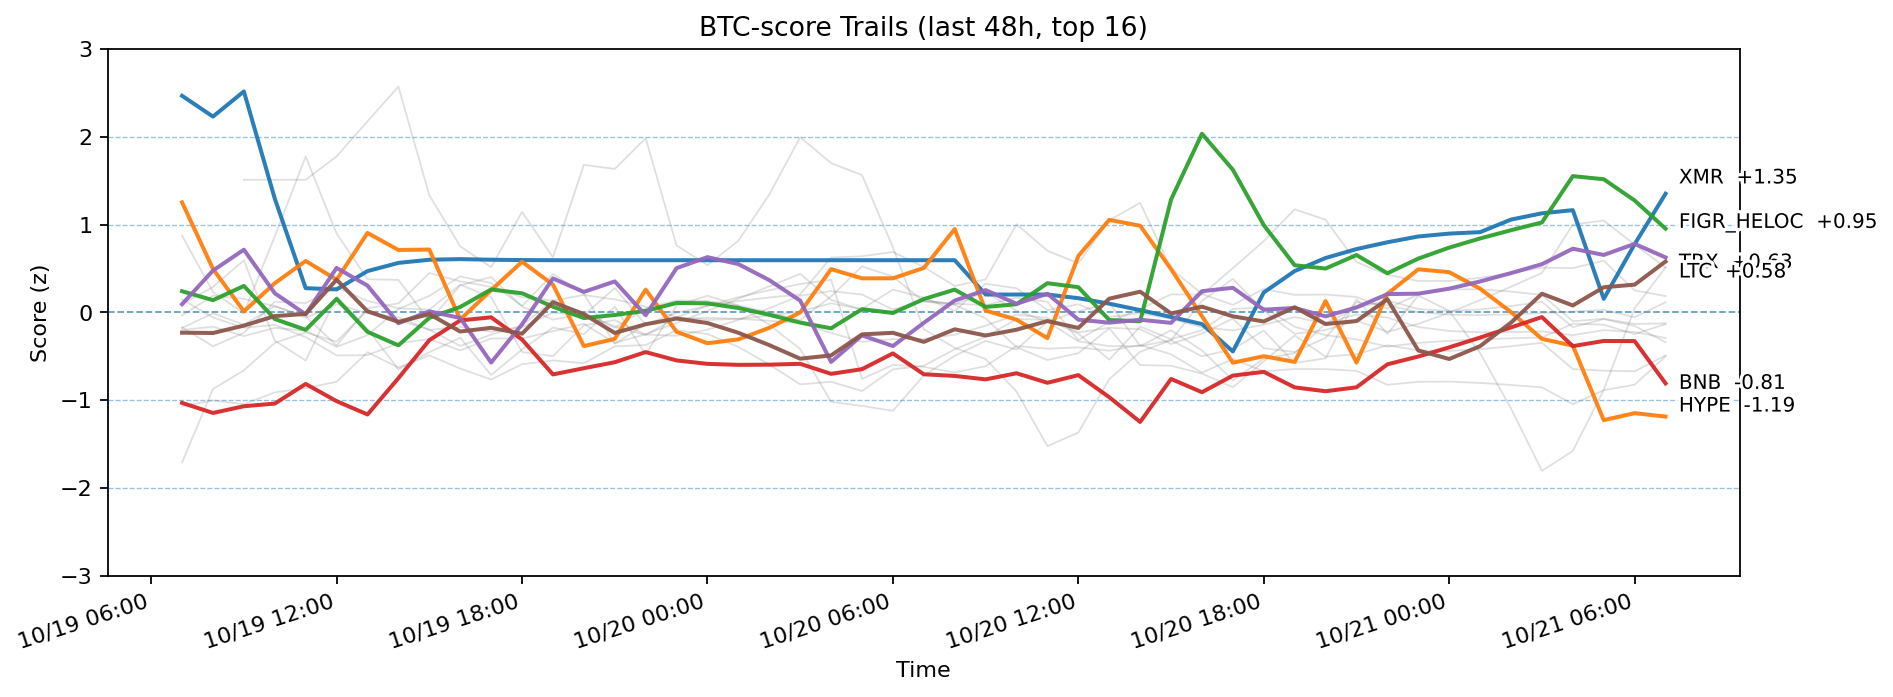 BTC-score Trails (last 48h, top 16)
Score (z)
3
2
1
0
−1
−2
−3
XMR +1.35
FIGR_HELOC +0.95
TRX +0.63
LTC +0.58
BNB -0.81
HYPE -1.19
10/19 06:00
10/19 12:00
10/19 18:00
10/20 00:00
10/20 06:00
10/20 12:00
10/20 18:00
10/21 00:00
10/21 06:00
Time